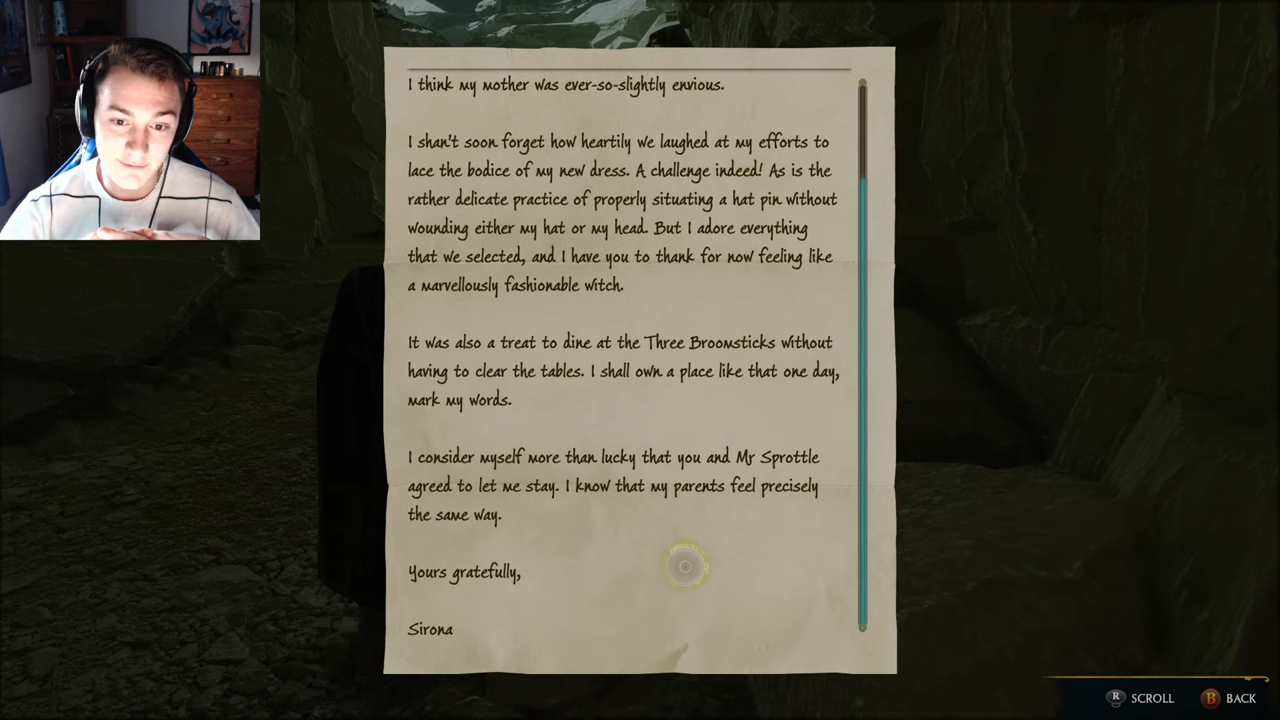 I think my mother was ever-so-slightly envious.
I shan't soon forget how heartily we laughed at my efforts to
lace the bodice of my new dress. A challenge indeed! As is the
rather delicate practice of properly situating a hat pin without
wounding either my hat or my head. But I adore everything
that we selected, and I have you to thank for now feeling like
a marvellously fashionable witch.
It was also a treat to dine at the Three Broomsticks without
having to clear the tables. I shall own a place like that one day,
mark my words.
I consider myself more than lucky that you and Mr Sprottle
agreed to let me stay. I know that my parents feel precisely
the same way.
Yours gratefully,
Sirona
R SCROLL B BACK